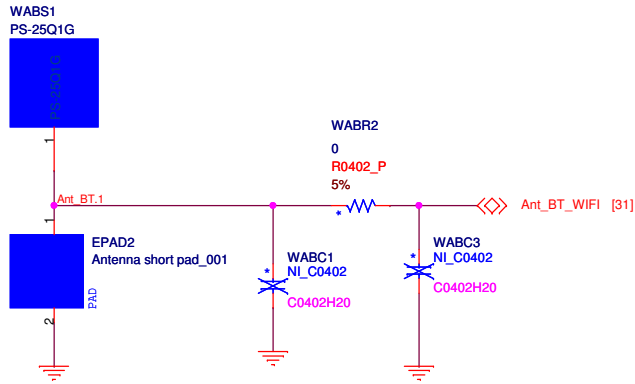 WABS1
PS-25Q1G
PS-25Q1G
1
Ant_BT.1
1
EPAD2
Antenna short pad_001
PAD
2
WABR2
0
R0402_P
5%
*
Ant_BT_WIFI [31]
WABC1
* NI_C0402
C0402H20
WABC3
* NI_C0402
C0402H20